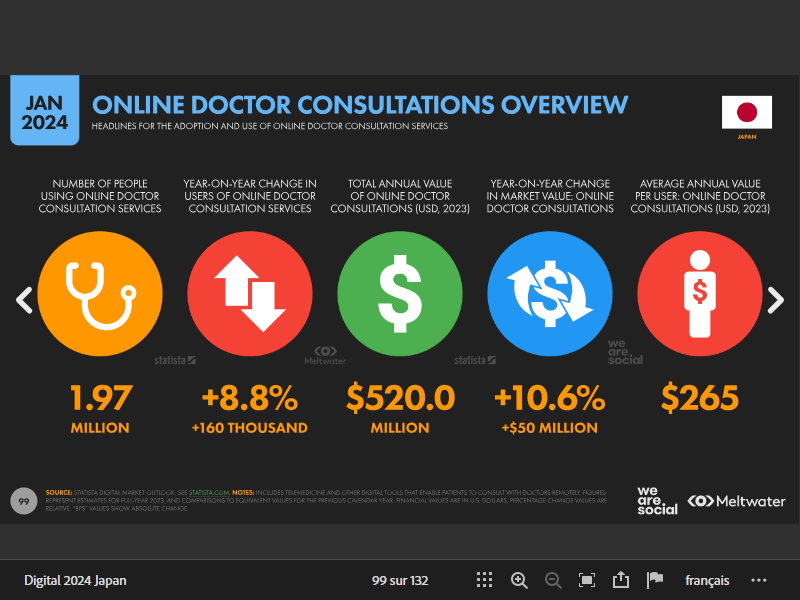 JAN
2024
ONLINE DOCTOR CONSULTATIONS OVERVIEW
HEADLINES FOR THE ADOPTION AND USE OF ONLINE DOCTOR CONSULTATION SERVICES
JAPAN
NUMBER OF PEOPLE
USING ONLINE DOCTOR
CONSULTATION SERVICES
YEAR-ON-YEAR CHANGE IN
USERS OF ONLINE DOCTOR
CONSULTATION SERVICES
TOTAL ANNUAL VALUE
OF ONLINE DOCTOR
CONSULTATIONS (USD, 2023)
YEAR-ON-YEAR CHANGE
IN MARKET VALUE: ONLINE
DOCTOR CONSULTATIONS
AVERAGE ANNUAL VALUE
PER USER: ONLINE DOCTOR
CONSULTATIONS (USD, 2023)
$
$
$
statista
Meltwater
statista
we
are.
social
1.97
MILLION
+8.8%
+160 THOUSAND
$520.0
MILLION
+10.6%
+$50 MILLION
$265
99
SOURCE: STATISTA DIGITAL MARKET OUTLOOK. SEE STATISTA.COM. NOTES: INCLUDES TELEMEDICINE AND OTHER DIGITAL TOOLS THAT ENABLE PATIENTS TO CONSULT WITH DOCTORS REMOTELY. FIGURES
REPRESENT ESTIMATES FOR FULL-YEAR 2023, AND COMPARISONS TO EQUIVALENT VALUES FOR THE PREVIOUS CALENDAR YEAR. FINANCIAL VALUES ARE IN U.S. DOLLARS. PERCENTAGE CHANGE VALUES ARE
RELATIVE; "BPS" VALUES SHOW ABSOLUTE CHANGE.
we
are.
social
Meltwater
Digital 2024 Japan
99 sur 132
français